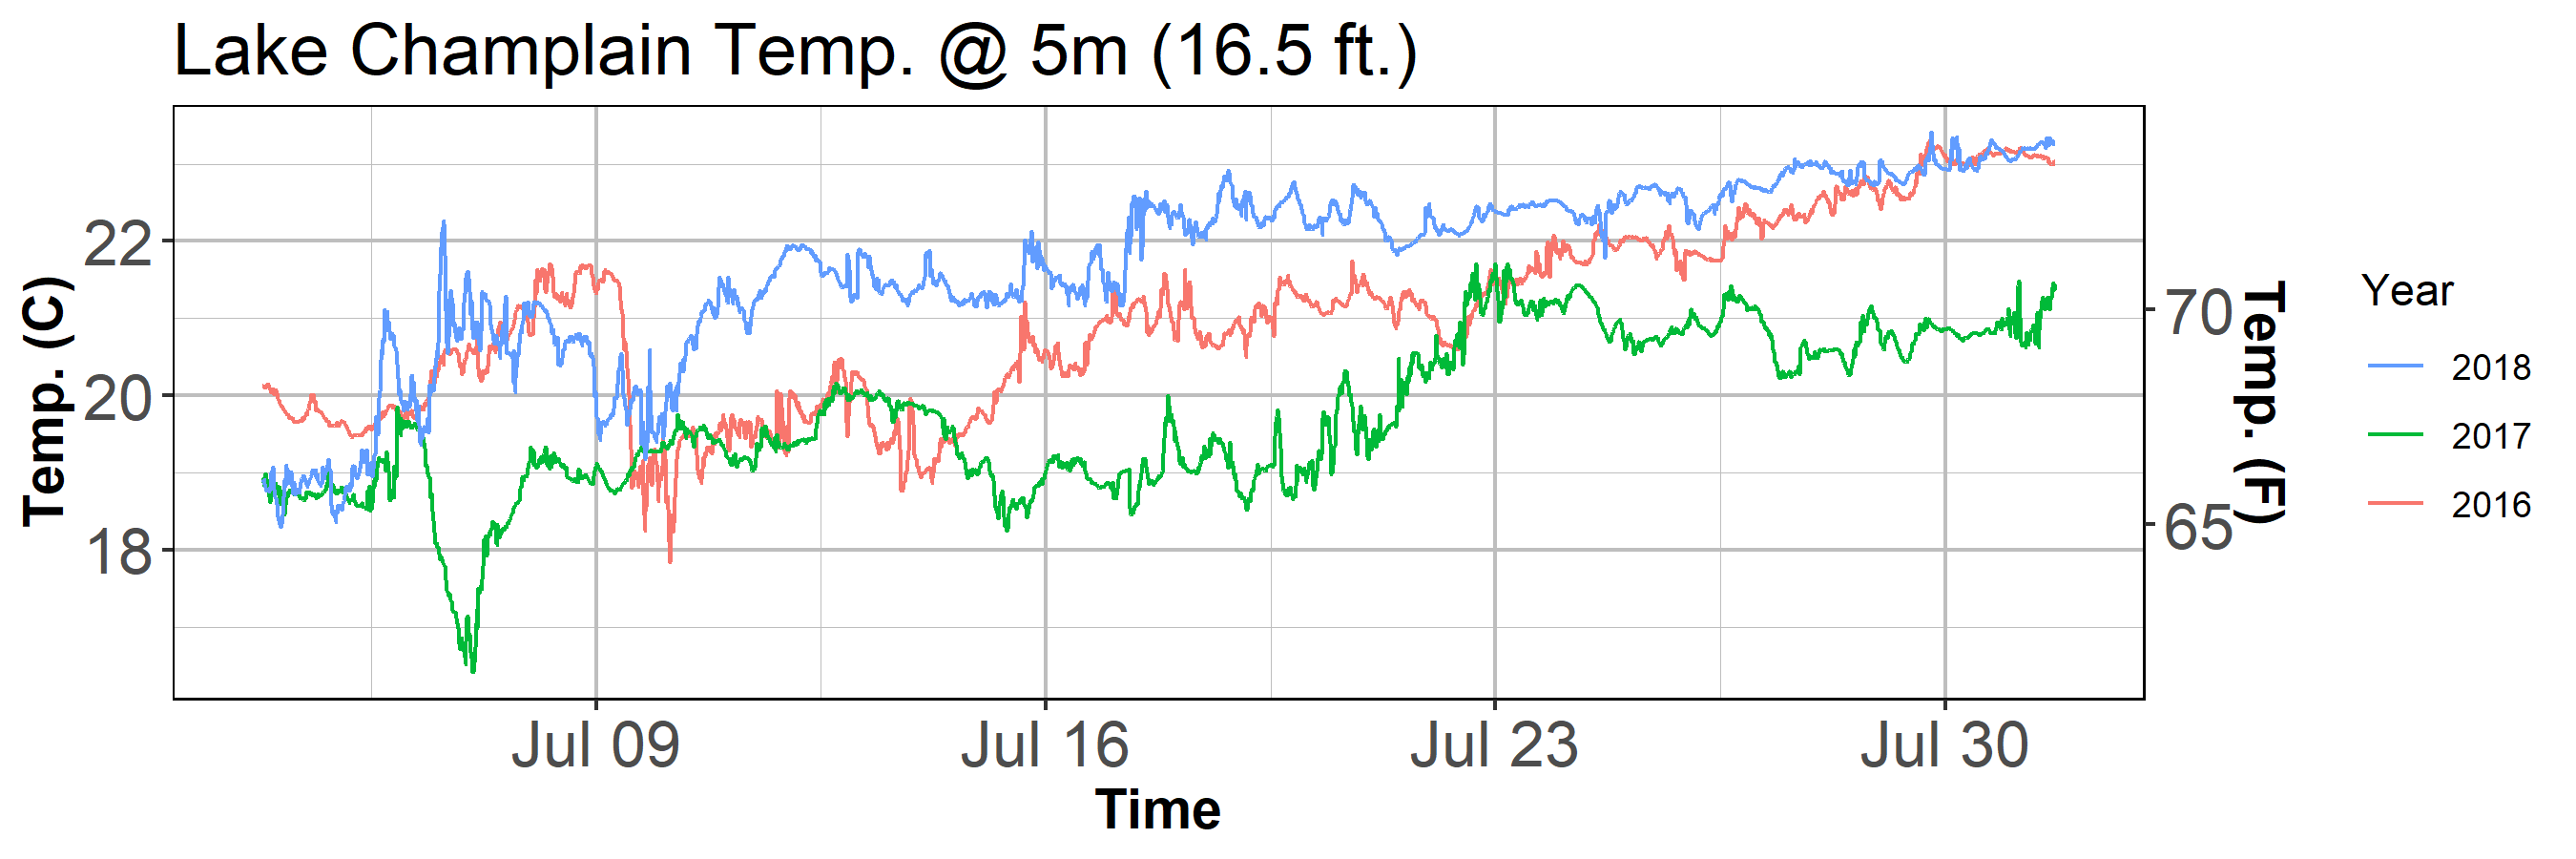 Lake Champlain Temp. @ 5m (16.5 ft.)
Temp. (C)
22
20
18
70
65
Temp. (F)
Jul 09
Jul 16
Jul 23
Jul 30
Time
Year
2018
2017
2016